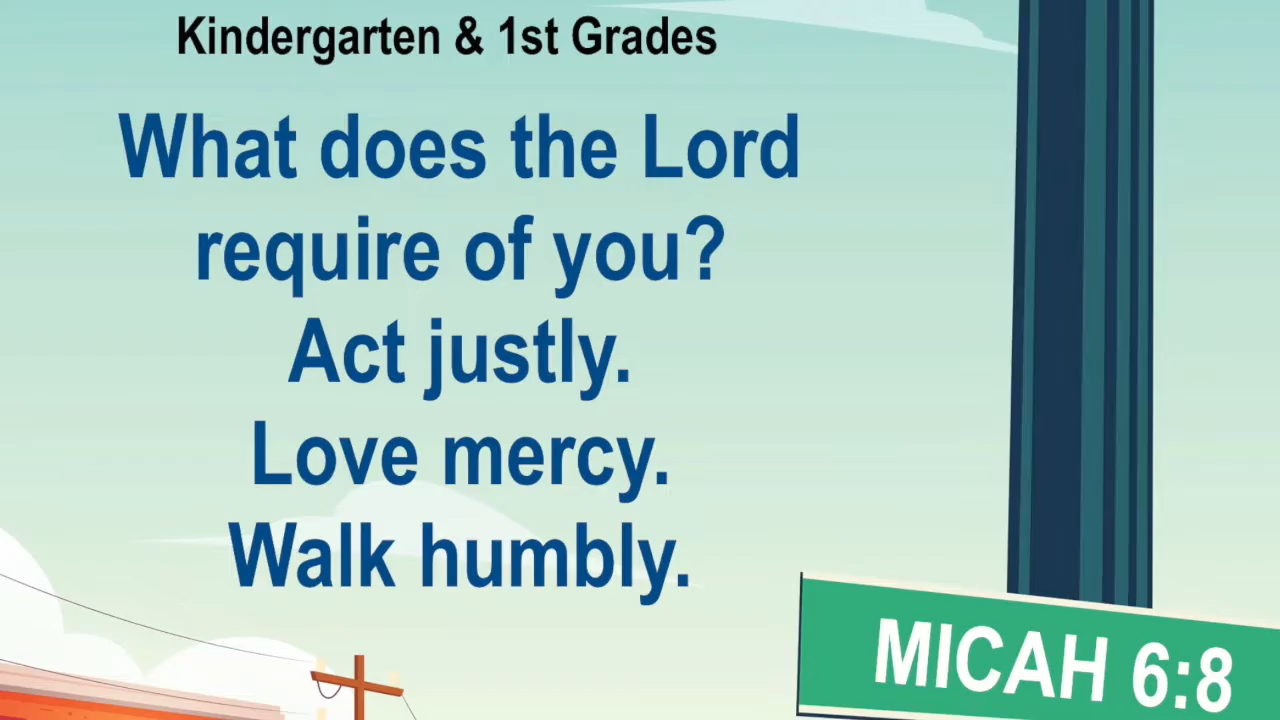 Kindergarten & 1st Grades
What does the Lord
require of you?
Act justly.
Love mercy.
Walk humbly.
MICAH 6:8